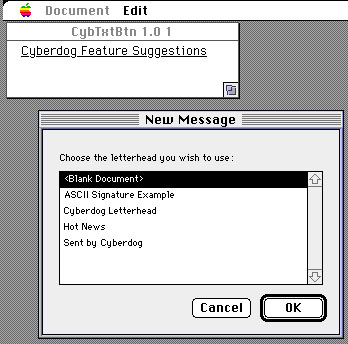 Document Edit
CybTxtBtn 1.0 1
Cyberdog Feature Suggestions
New Message
Choose the letterhead you wish to use:
<Blank Document>
ASCII Signature Example
Cyberdog Letterhead
Hot News
Sent by Cyberdog
Cancel OK